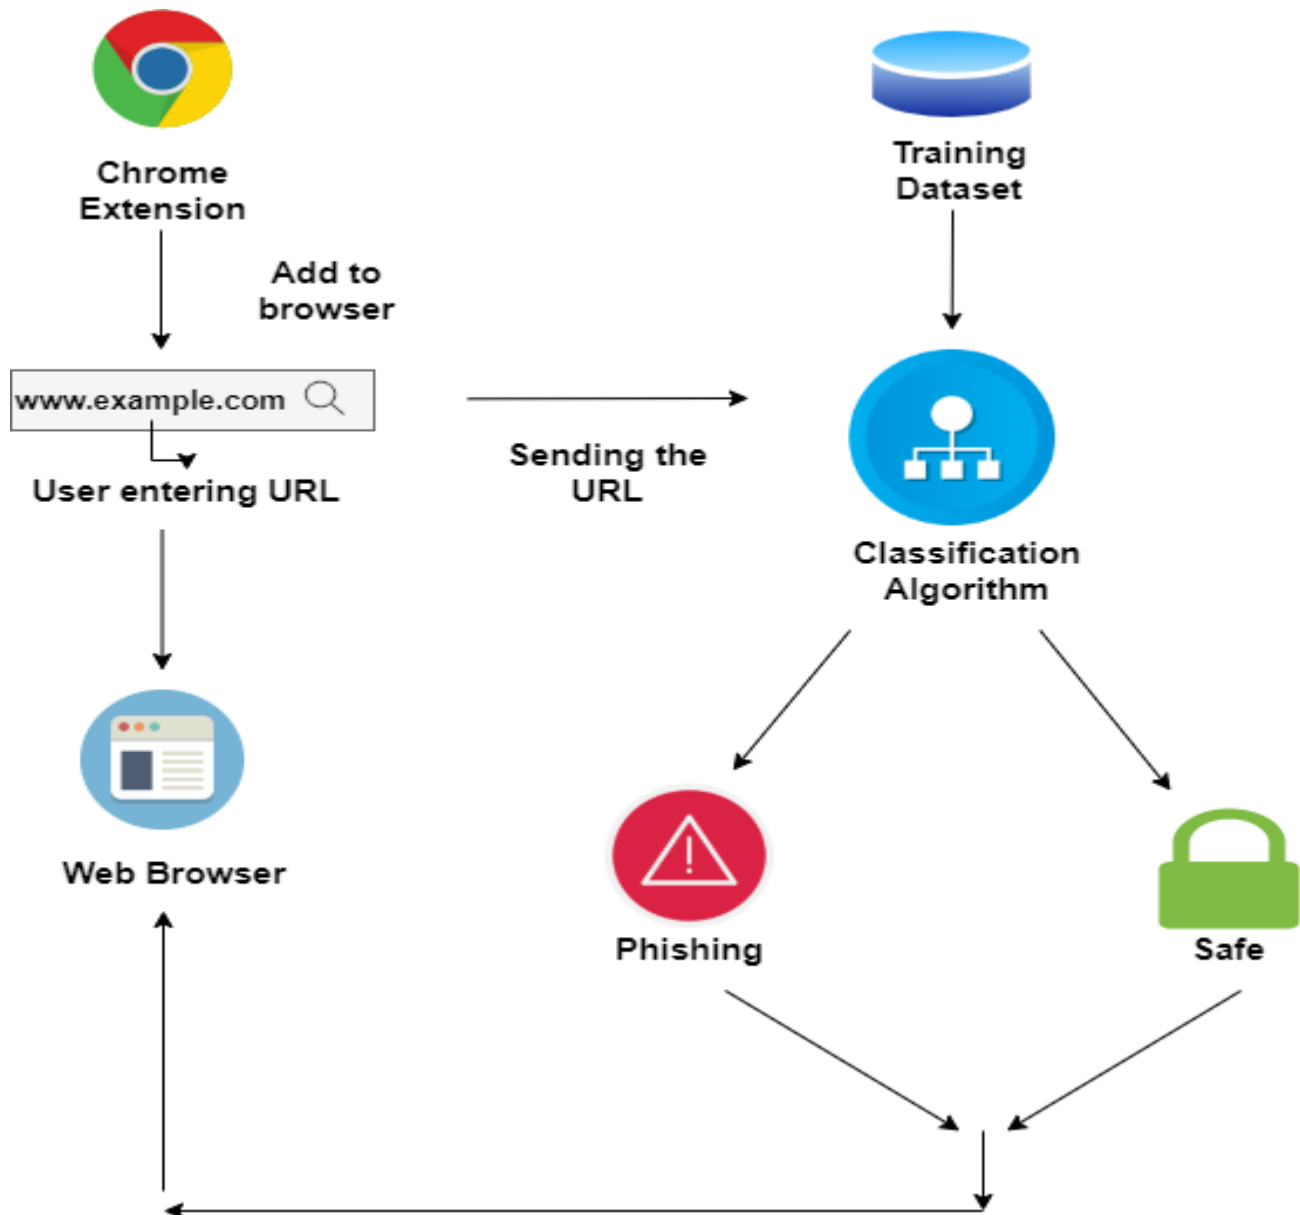 Chrome
Extension
Training
Dataset
Add to
browser
www.example.com
Sending the
URL
User entering URL
Classification
Algorithm
Web Browser
Phishing
Safe